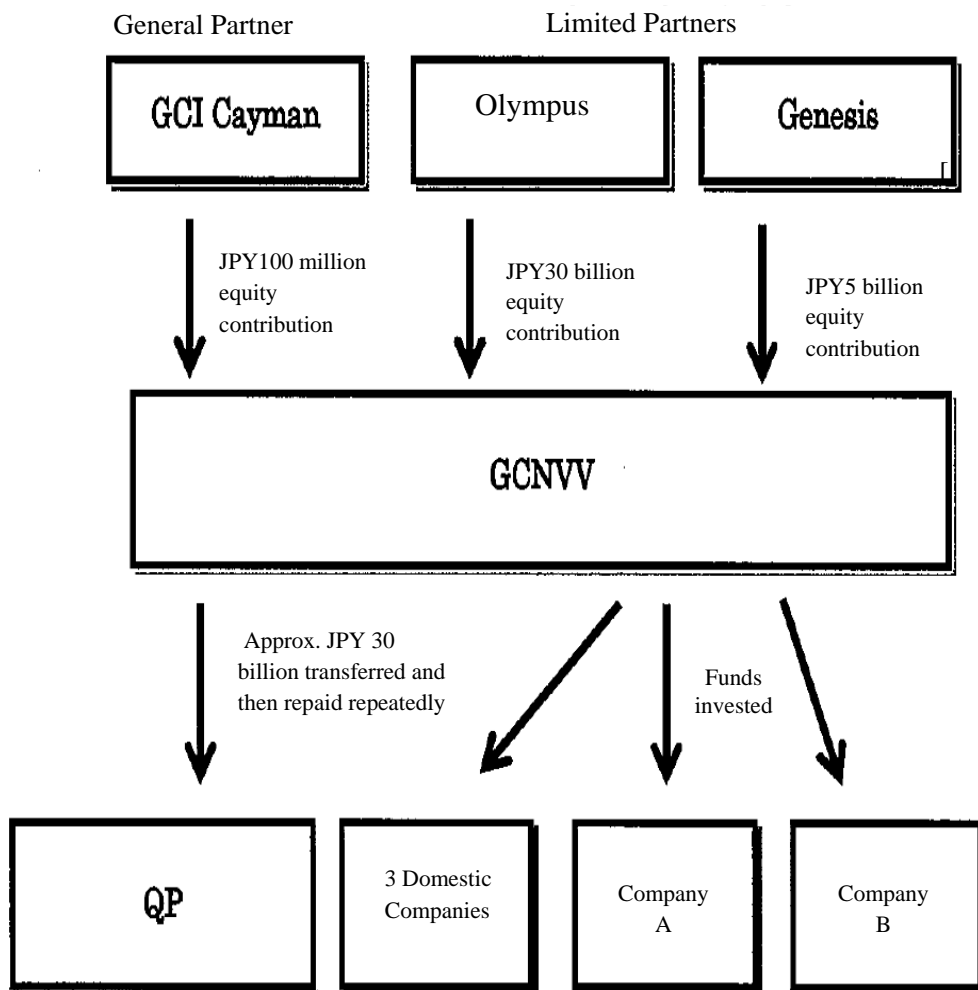 General Partner
Limited Partners
GCI Cayman
Olympus
Genesis
JPY100 million
equity
contribution
JPY30 billion
equity
contribution
JPY5 billion
equity
contribution
GCNVV
Approx. JPY 30
billion transferred and
then repaid repeatedly
Funds
invested
QP
3 Domestic
Companies
Company
A
Company
B